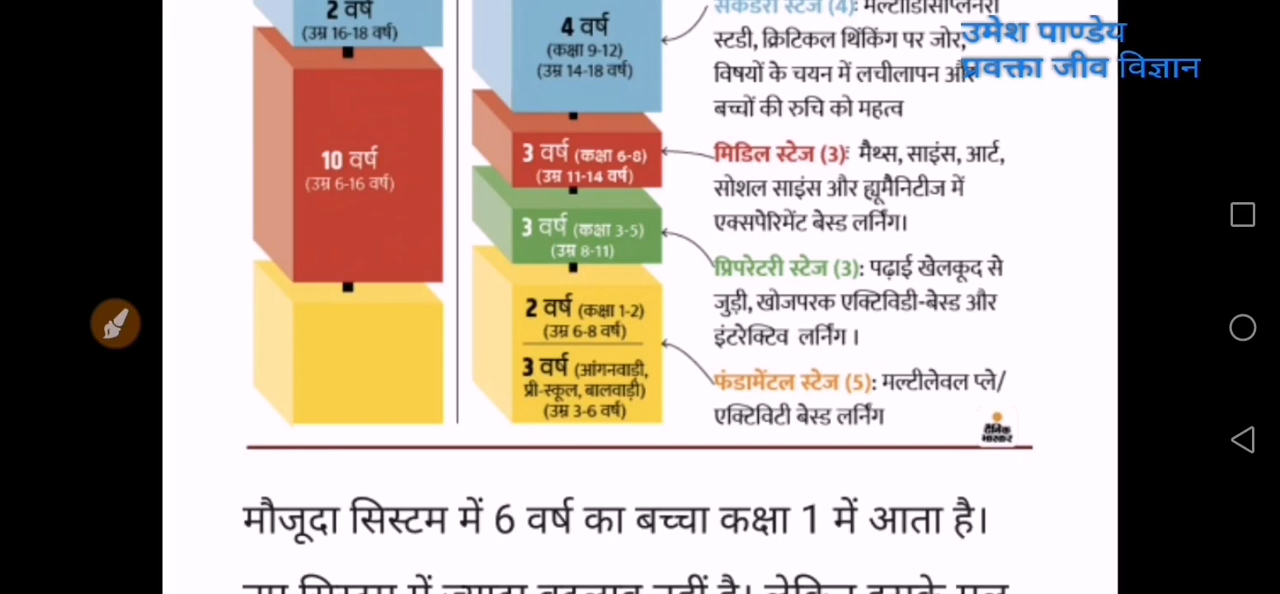 2 वर्ष
(उम्र 16-18 वर्ष)
10 वर्ष
(उम्र 6-16 वर्ष)
4 वर्ष
(कक्षा 9-12)
(उम्र 14-18 वर्ष)
3 वर्ष (कक्षा 6-8)
(उम्र 11-14 वर्ष)
3 वर्ष (कक्षा 3-5)
(उम्र 8-11)
2 वर्ष (कक्षा 1-2)
(उम्र 6-8 वर्ष)
3 वर्ष (आंगनवाड़ी,
प्री-स्कूल, बालवाड़ी)
(उम्र 3-6 वर्ष)
सेकेंडरी स्टेज (4): मल्टीडिसीप्लिनरी
स्टडी, क्रिटिकल थिंकिंग पर जोर,
विषयों के चयन में लचीलापन और
बच्चों की रुचि को महत्व
मिडिल स्टेज (3): मैथ्स, साइंस, आर्ट,
सोशल साइंस और ह्यूमैनिटीज में
एक्सपेरिमेंट बेस्ड लर्निंग।
प्रिपरेटरी स्टेज (3): पढ़ाई खेलकूद से
जुड़ी, खोजपरक एक्टिविडी-बेस्ड और
इंटरेक्टिव लर्निंग ।
फंडामेंटल स्टेज (5): मल्टीलेवल प्ले/
एक्टिविटी बेस्ड लर्निंग
दैनिक
भास्कर
उमेश पाण्डेय
प्रवक्ता जीव विज्ञान
मौजूदा सिस्टम में 6 वर्ष का बच्चा कक्षा 1 में आता है।